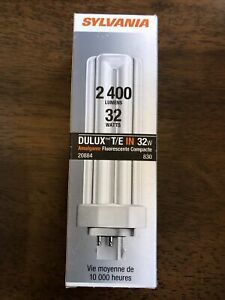 SYLVANIA
2 400
LUMENS
32
WATTS
DULUX™ T/E IN 32W
Amalgame Fluorescente Compacte
20884 830
Vie moyenne de
10 000 heures